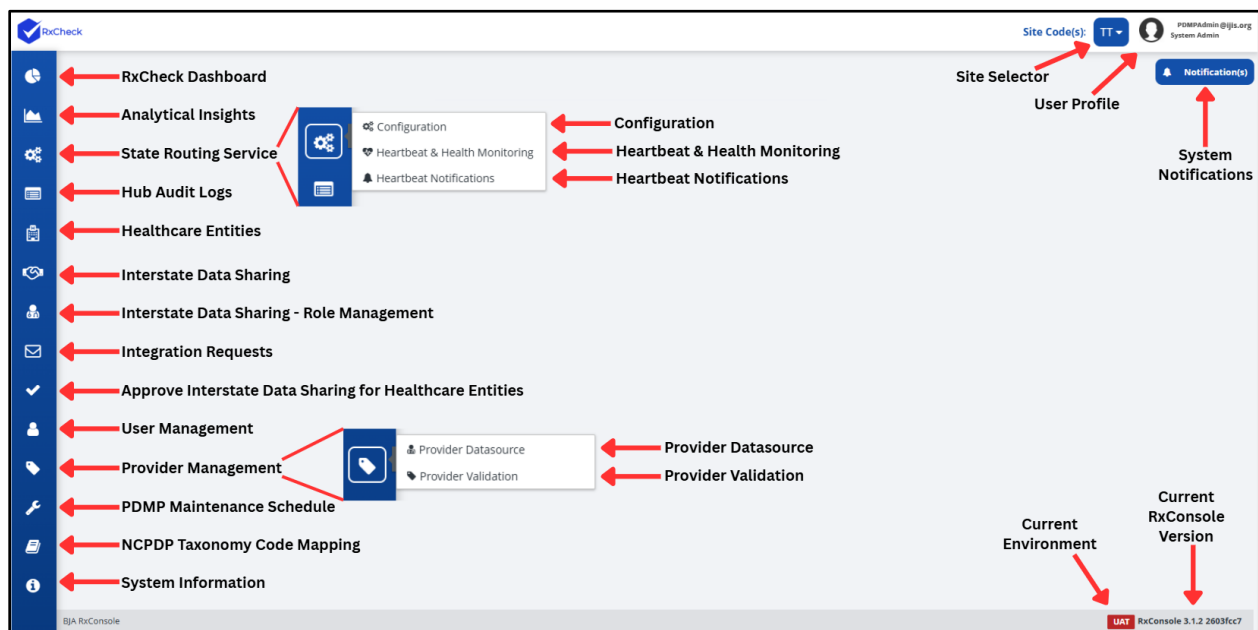 RxCheck
Site Code(s):
TT
PDMPAdmin@ijis.org
System Admin
Notification(s)
Site Selector
User Profile
System
Notifications
RxCheck Dashboard
Analytical Insights
State Routing Service
Configuration
Heartbeat & Health Monitoring
Heartbeat Notifications
Configuration
Heartbeat & Health Monitoring
Heartbeat Notifications
Hub Audit Logs
Healthcare Entities
Interstate Data Sharing
Interstate Data Sharing - Role Management
Integration Requests
Approve Interstate Data Sharing for Healthcare Entities
User Management
Provider Management
Provider Datasource
Provider Validation
Provider Datasource
Provider Validation
PDMP Maintenance Schedule
NCPDP Taxonomy Code Mapping
System Information
Current
Environment
Current
RxConsole
Version
BJA RxConsole
UAT
RxConsole 3.1.2 2603fcc7